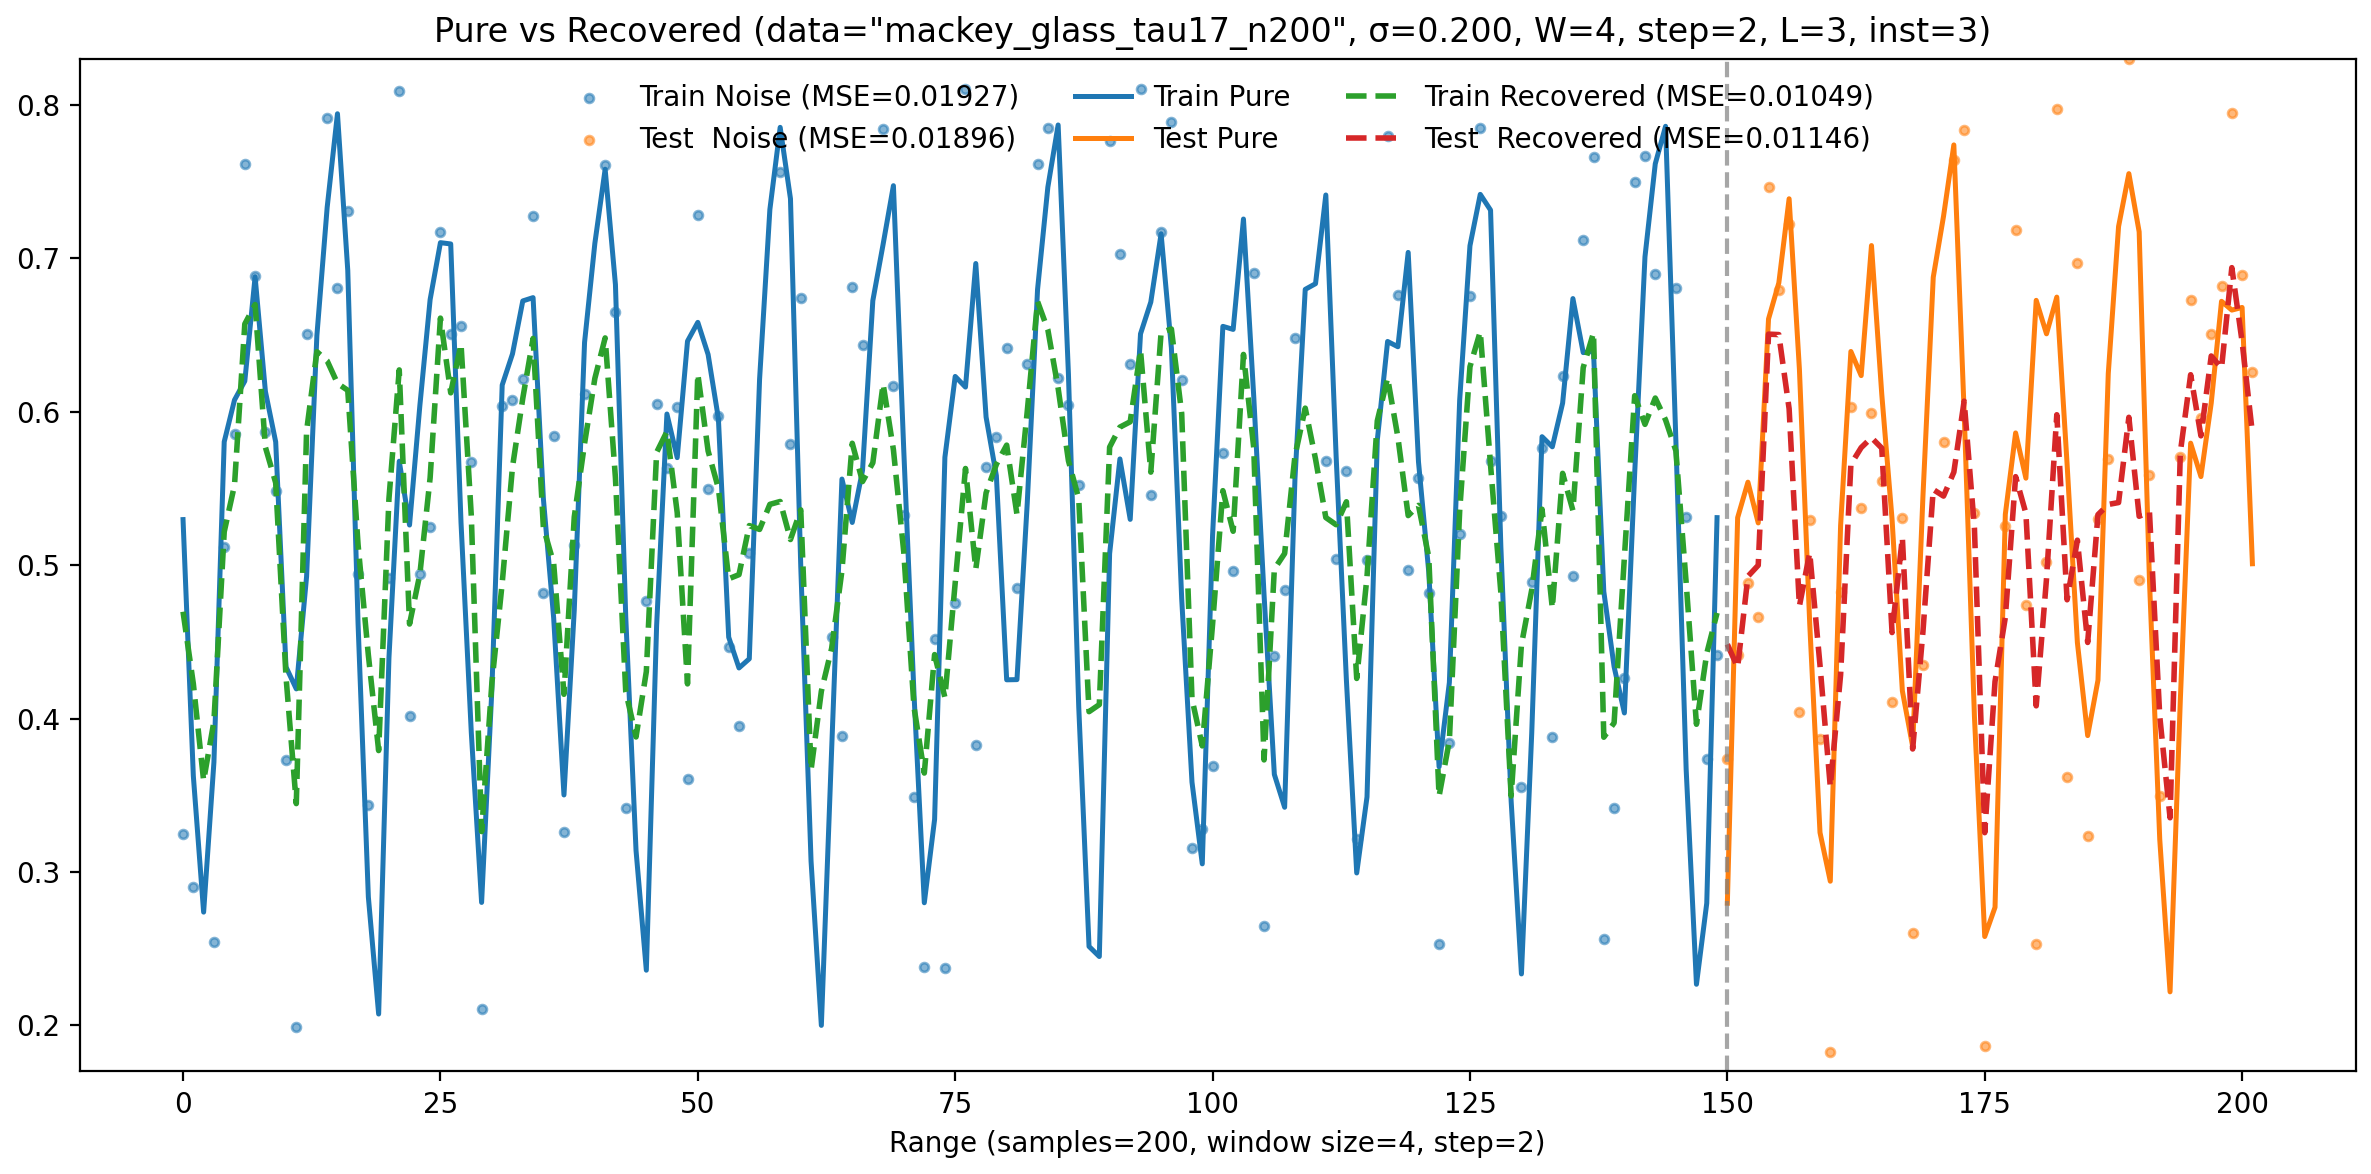 Pure vs Recovered (data="mackey_glass_tau17_n200", σ=0.200, W=4, step=2, L=3, inst=3)
Train Noise (MSE=0.01927)
Test  Noise (MSE=0.01896)
Train Pure
Test Pure
Train Recovered (MSE=0.01049)
Test  Recovered (MSE=0.01146)
0.8
0.7
0.6
0.5
0.4
0.3
0.2
0 25 50 75 100 125 150 175 200
Range (samples=200, window size=4, step=2)